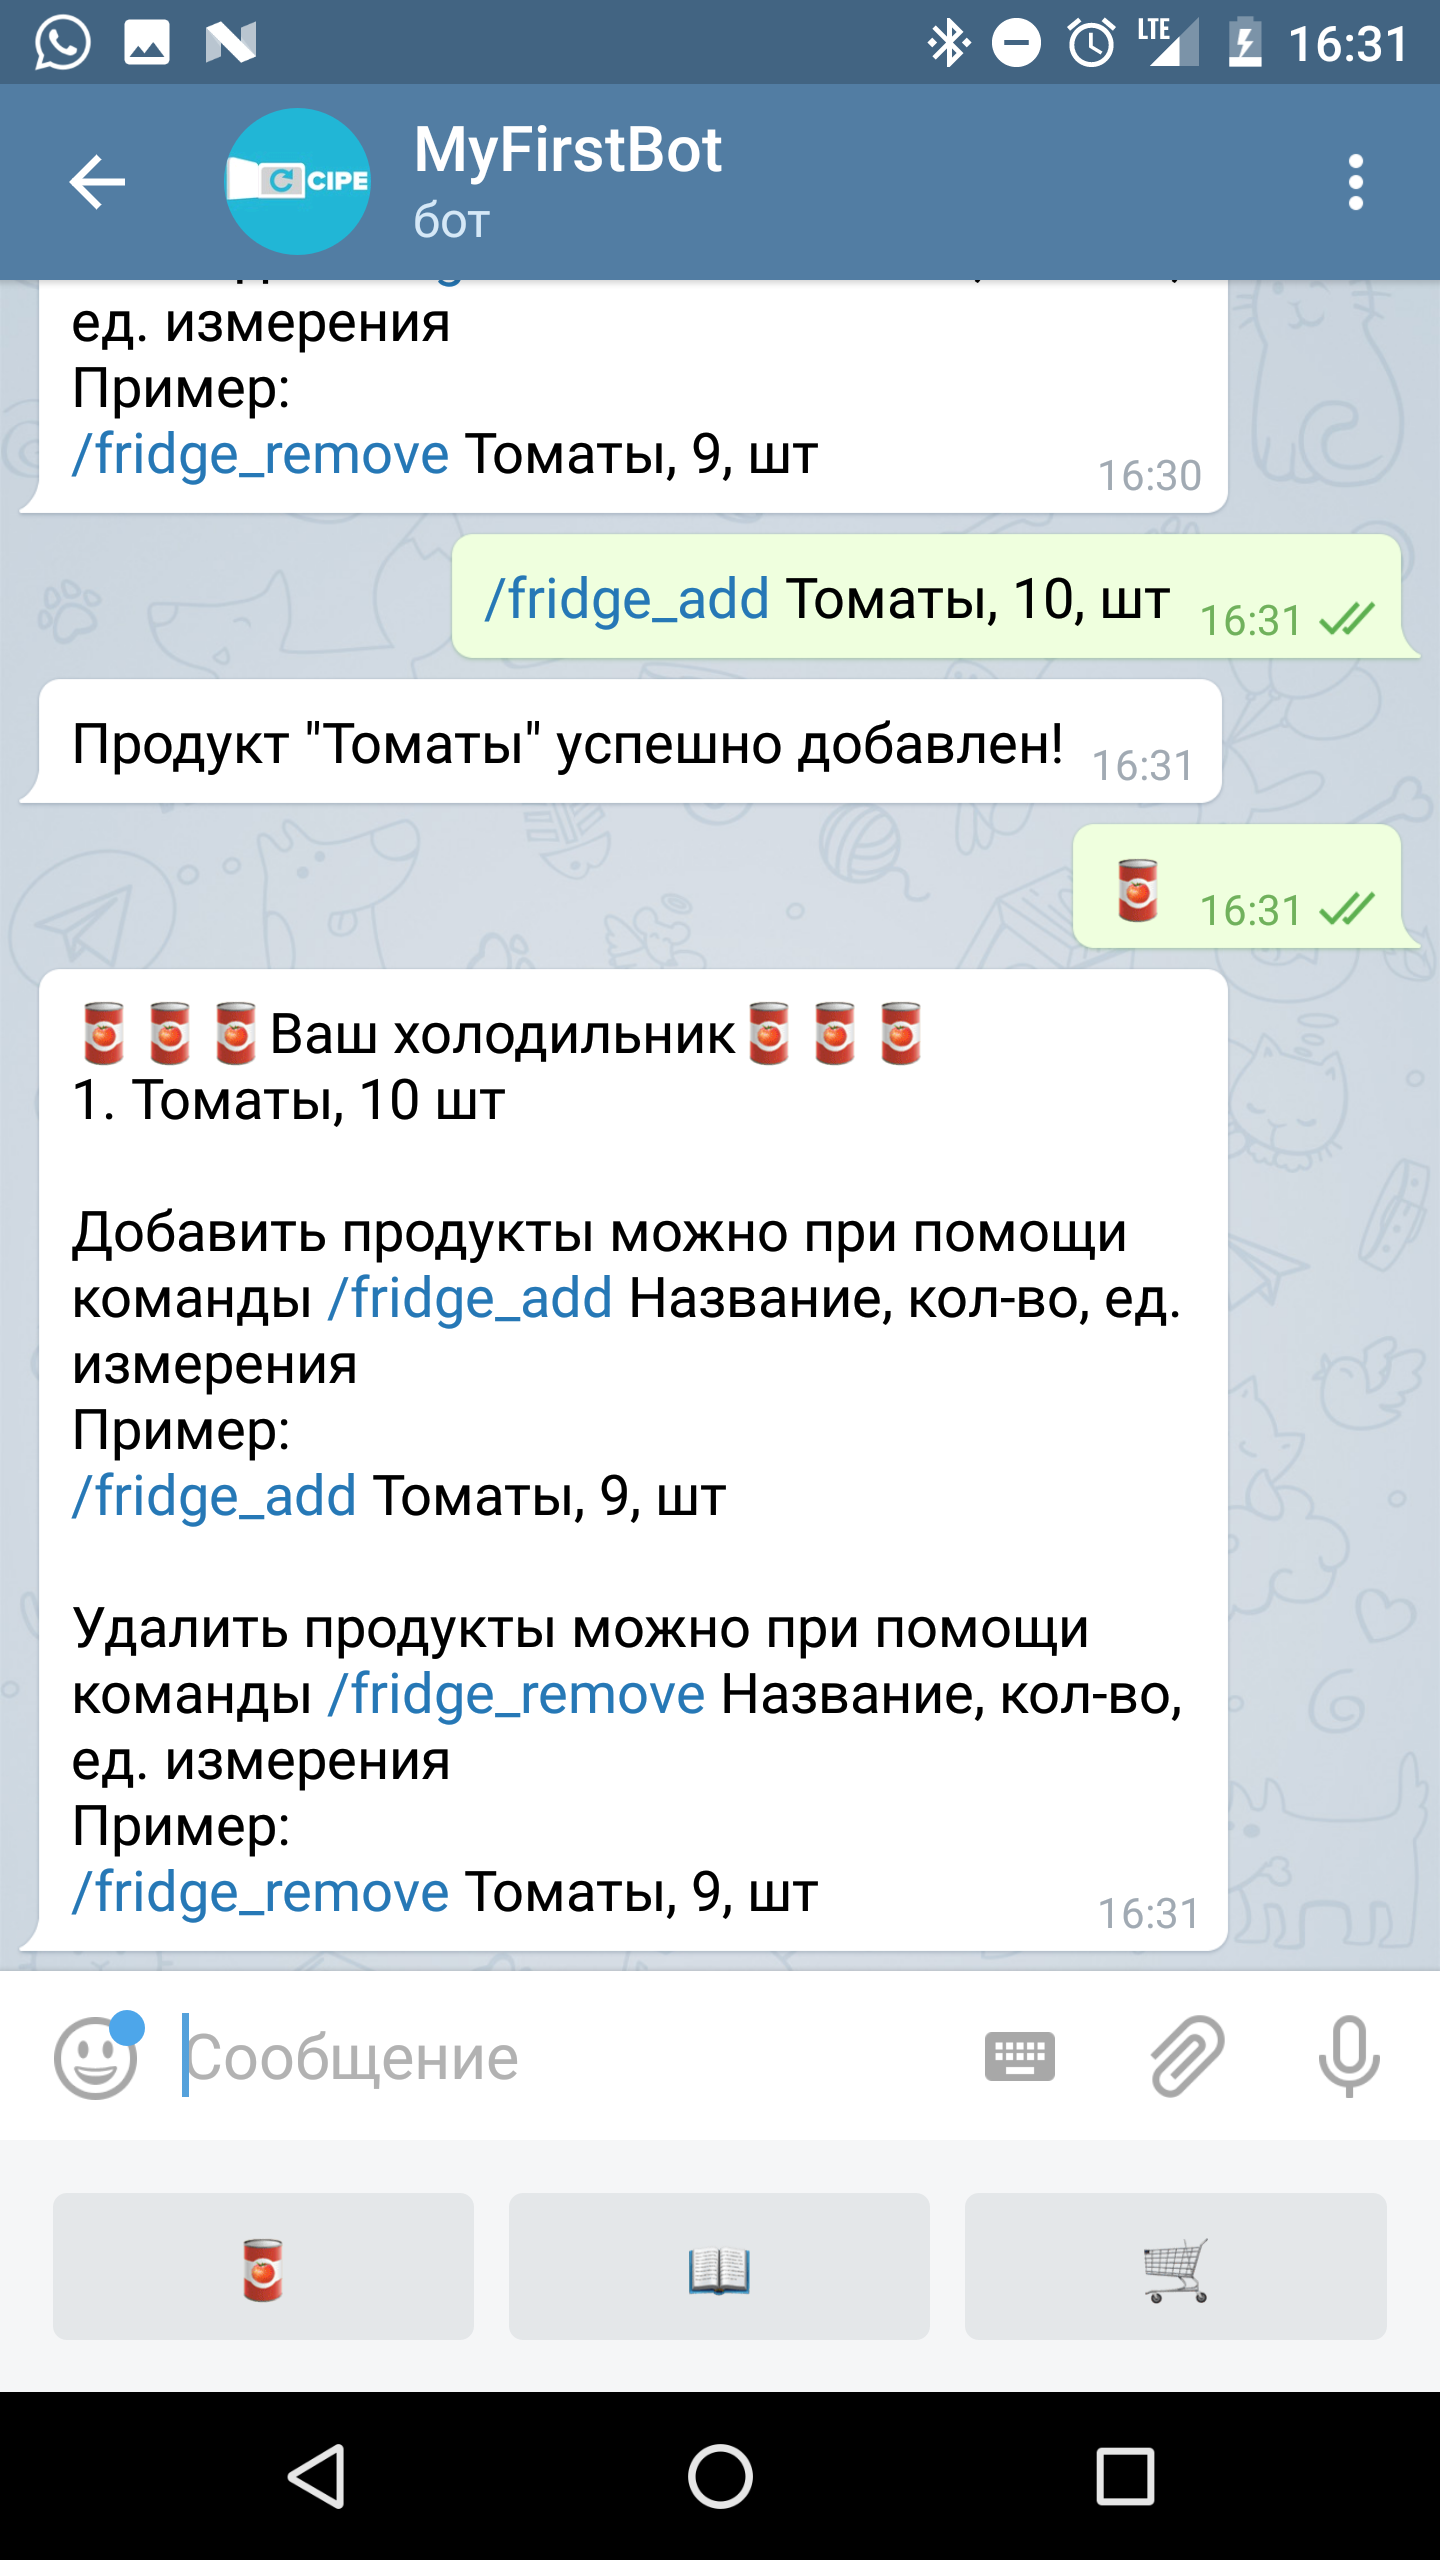 LTE 16:31
CIPE
MyFirstBot
бот
ед. измерения
Пример:
/fridge_remove Томаты, 9, шт
16:30
/fridge_add Томаты, 10, шт 16:31
Продукт "Томаты" успешно добавлен! 16:31
16:31
Ваш холодильник
1. Томаты, 10 шт
Добавить продукты можно при помощи
команды /fridge_add Название, кол-во, ед.
измерения
Пример:
/fridge_add Томаты, 9, шт
Удалить продукты можно при помощи
команды /fridge_remove Название, кол-во,
ед. измерения
Пример:
/fridge_remove Томаты, 9, шт
16:31
Сообщение